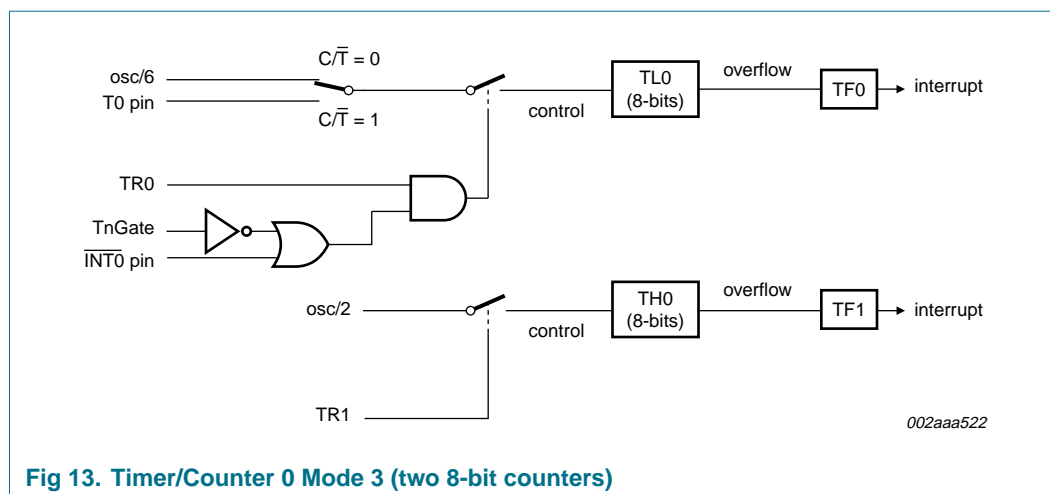 C/T̅ = 0
osc/6
T0 pin
C/T̅ = 1
TL0
(8-bits)
overflow
TF0
interrupt
control
TR0
TnGate
I̅N̅T̅0̅ pin
osc/2
TH0
(8-bits)
overflow
TF1
interrupt
control
TR1
002aaa522
Fig 13. Timer/Counter 0 Mode 3 (two 8-bit counters)